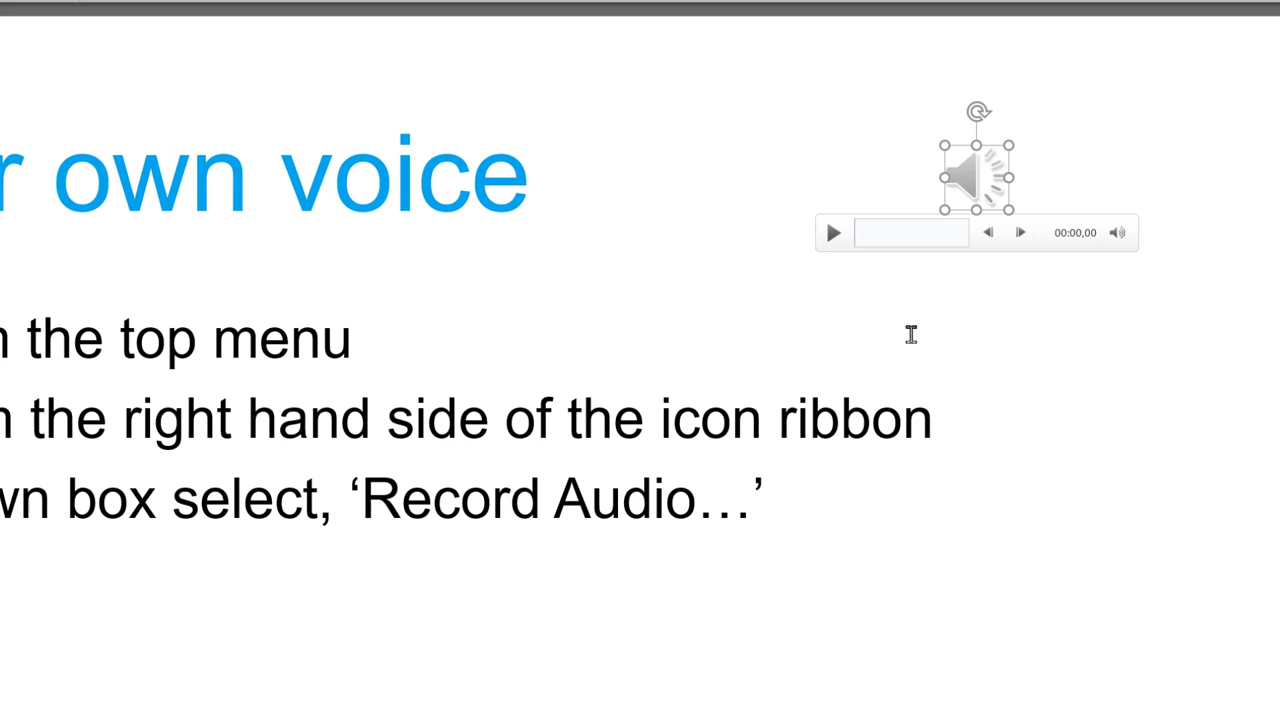 r own voice
00:00,00
the top menu
the right hand side of the icon ribbon
wn box select, ‘Record Audio…’